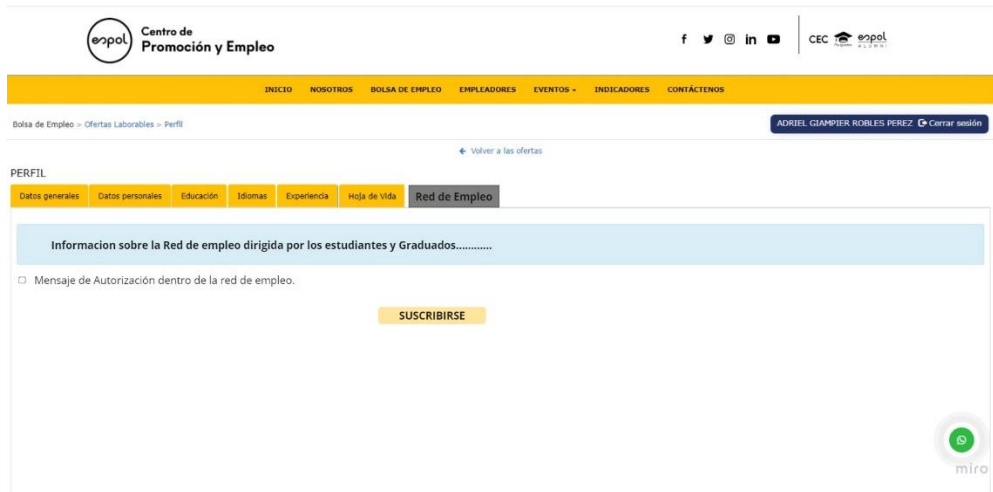 espol
Centro de
Promoción y Empleo
CEC
espol
ALUMNI
INICIO NOSOTROS BOLSA DE EMPLEO EMPLEADORES EVENTOS INDICADORES CONTÁCTENOS
Bolsa de Empleo > Ofertas Laborables > Perfil
ADRIEL GIAMPIER ROBLES PEREZ Cerrar sesión
Volver a las ofertas
PERFIL
Datos generales Datos personales Educación Idiomas Experiencia Hoja de Vida Red de Empleo
Informacion sobre la Red de empleo dirigida por los estudiantes y Graduados............
Mensaje de Autorización dentro de la red de empleo.
SUSCRIBIRSE
miro